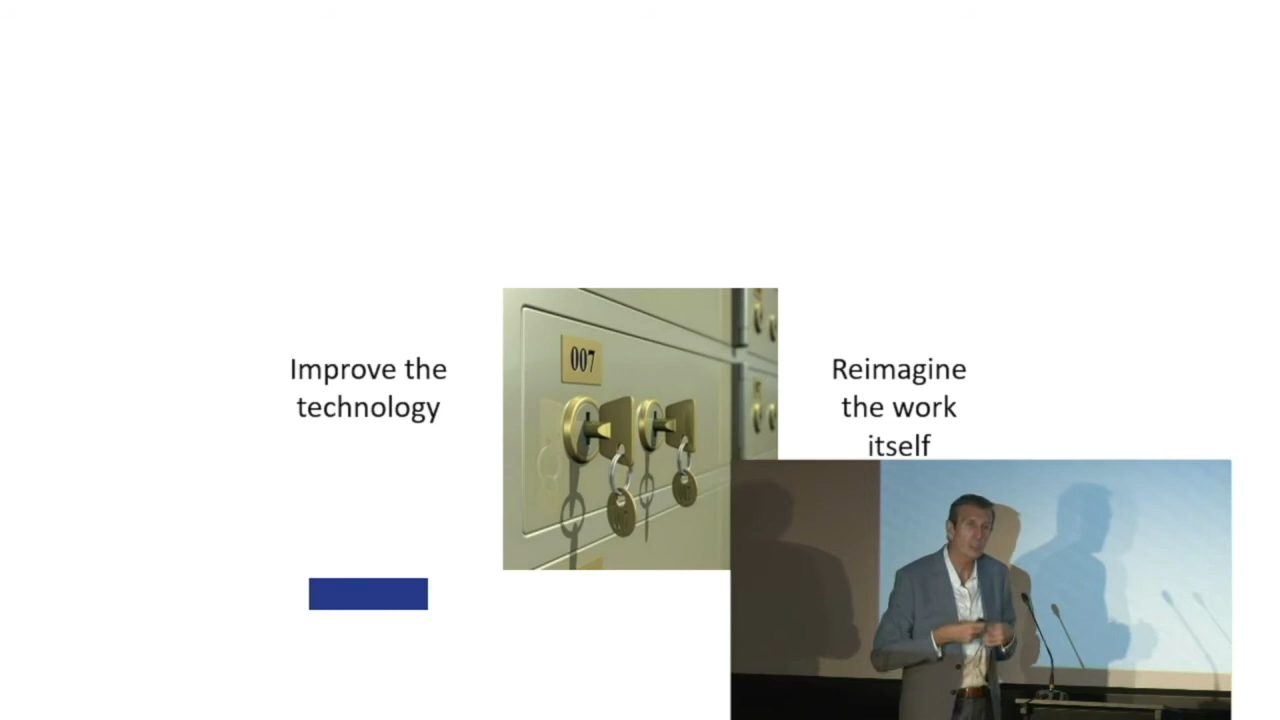 Improve the
technology
007
Reimagine
the work
itself